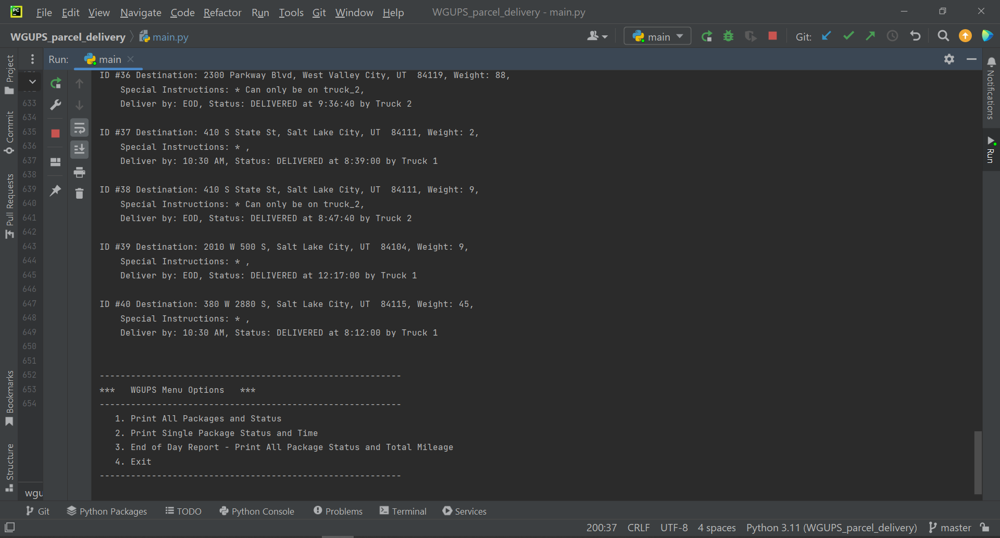 PC File Edit View Navigate Code Refactor Run Tools Git Window Help WGUPS_parcel_delivery - main.py
WGUPS_parcel_delivery main.py main Git:
Run: main
Project
Commit
Pull Requests
Bookmarks
Structure
Notifications
Run
633
634
635
636
637
638
639
640
641
642
643
644
645
646
647
648
649
650
651
652
653
654
wgu
ID #36 Destination: 2300 Parkway Blvd, West Valley City, UT  84119, Weight: 88,
Special Instructions: * Can only be on truck_2,
Deliver by: EOD, Status: DELIVERED at 9:36:40 by Truck 2
ID #37 Destination: 410 S State St, Salt Lake City, UT  84111, Weight: 2,
Special Instructions: * ,
Deliver by: 10:30 AM, Status: DELIVERED at 8:39:00 by Truck 1
ID #38 Destination: 410 S State St, Salt Lake City, UT  84111, Weight: 9,
Special Instructions: * Can only be on truck_2,
Deliver by: EOD, Status: DELIVERED at 8:47:40 by Truck 2
ID #39 Destination: 2010 W 500 S, Salt Lake City, UT  84104, Weight: 9,
Special Instructions: * ,
Deliver by: EOD, Status: DELIVERED at 12:17:00 by Truck 1
ID #40 Destination: 380 W 2880 S, Salt Lake City, UT  84115, Weight: 45,
Special Instructions: * ,
Deliver by: 10:30 AM, Status: DELIVERED at 8:12:00 by Truck 1
----------------------------------------------------------
***   WGUPS Menu Options   ***
----------------------------------------------------------
1. Print All Packages and Status
2. Print Single Package Status and Time
3. End of Day Report - Print All Package Status and Total Mileage
4. Exit
----------------------------------------------------------
Git Python Packages TODO Python Console Problems Terminal Services
200:37 CRLF UTF-8 4 spaces Python 3.11 (WGUPS_parcel_delivery) master